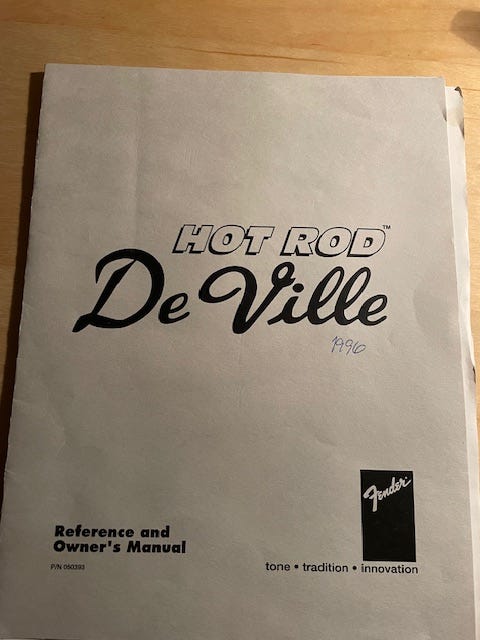 HOT ROD™
De Ville
1996
Fender
Reference and
Owner's Manual
P/N 050393
tone • tradition • innovation